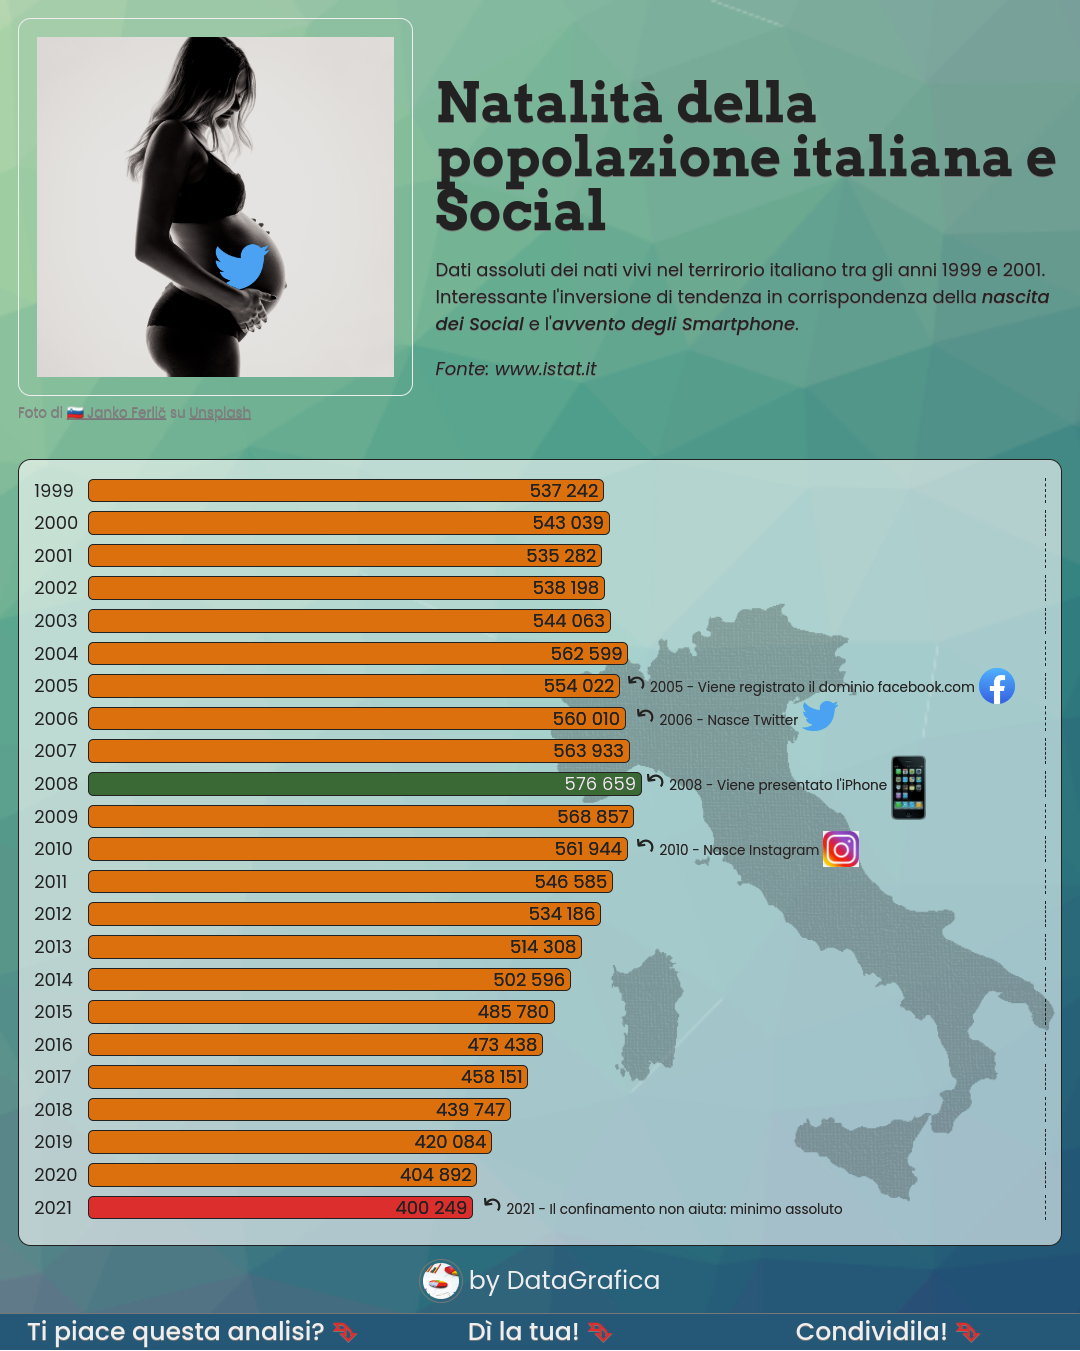 Natalità della
popolazione italiana e
Social
Dati assoluti dei nati vivi nel terrirorio italiano tra gli anni 1999 e 2001.
Interessante l'inversione di tendenza in corrispondenza della nascita
dei Social e l'avvento degli Smartphone.
Fonte: www.istat.it
Foto di 🇸🇮 Janko Ferlič su Unsplash
1999 537 242
2000 543 039
2001 535 282
2002 538 198
2003 544 063
2004 562 599
2005 554 022 2005 - Viene registrato il dominio facebook.com
2006 560 010 2006 - Nasce Twitter
2007 563 933
2008 576 659 2008 - Viene presentato l'iPhone
2009 568 857
2010 561 944 2010 - Nasce Instagram
2011 546 585
2012 534 186
2013 514 308
2014 502 596
2015 485 780
2016 473 438
2017 458 151
2018 439 747
2019 420 084
2020 404 892
2021 400 249 2021 - Il confinamento non aiuta: minimo assoluto
by DataGrafica
Ti piace questa analisi? Dì la tua! Condividila!